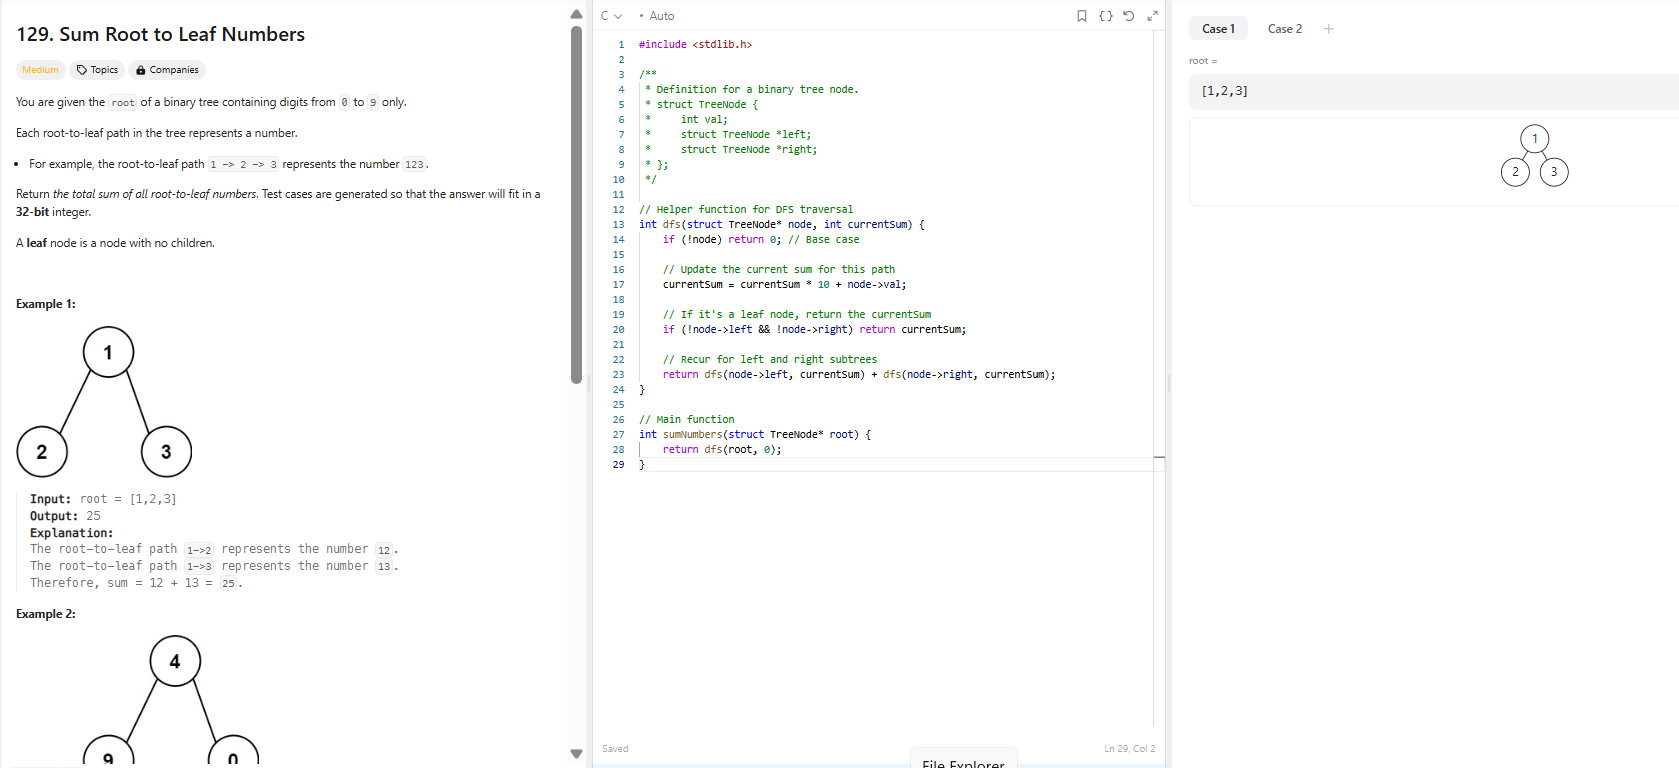 129. Sum Root to Leaf Numbers
Medium Topics Companies
You are given the root of a binary tree containing digits from 0 to 9 only.
Each root-to-leaf path in the tree represents a number.
• For example, the root-to-leaf path 1 -> 2 -> 3 represents the number 123.
Return the total sum of all root-to-leaf numbers. Test cases are generated so that the answer will fit in a
32-bit integer.
A leaf node is a node with no children.
Example 1:
1
2 3
Input: root = [1,2,3]
Output: 25
Explanation:
The root-to-leaf path 1->2 represents the number 12.
The root-to-leaf path 1->3 represents the number 13.
Therefore, sum = 12 + 13 = 25.
Example 2:
4
9 0
C • Auto
1 #include <stdlib.h>
2
3 /**
4 * Definition for a binary tree node.
5 * struct TreeNode {
6 *     int val;
7 *     struct TreeNode *left;
8 *     struct TreeNode *right;
9 * };
10 */
11
12 // Helper function for DFS traversal
13 int dfs(struct TreeNode* node, int currentSum) {
14     if (!node) return 0; // Base case
15
16     // Update the current sum for this path
17     currentSum = currentSum * 10 + node->val;
18
19     // If it's a leaf node, return the currentSum
20     if (!node->left && !node->right) return currentSum;
21
22     // Recur for left and right subtrees
23     return dfs(node->left, currentSum) + dfs(node->right, currentSum);
24 }
25
26 // Main function
27 int sumNumbers(struct TreeNode* root) {
28     return dfs(root, 0);
29 }
Saved Ln 29, Col 2
File Explorer
Case 1 Case 2 +
root =
[1,2,3]
1
2 3